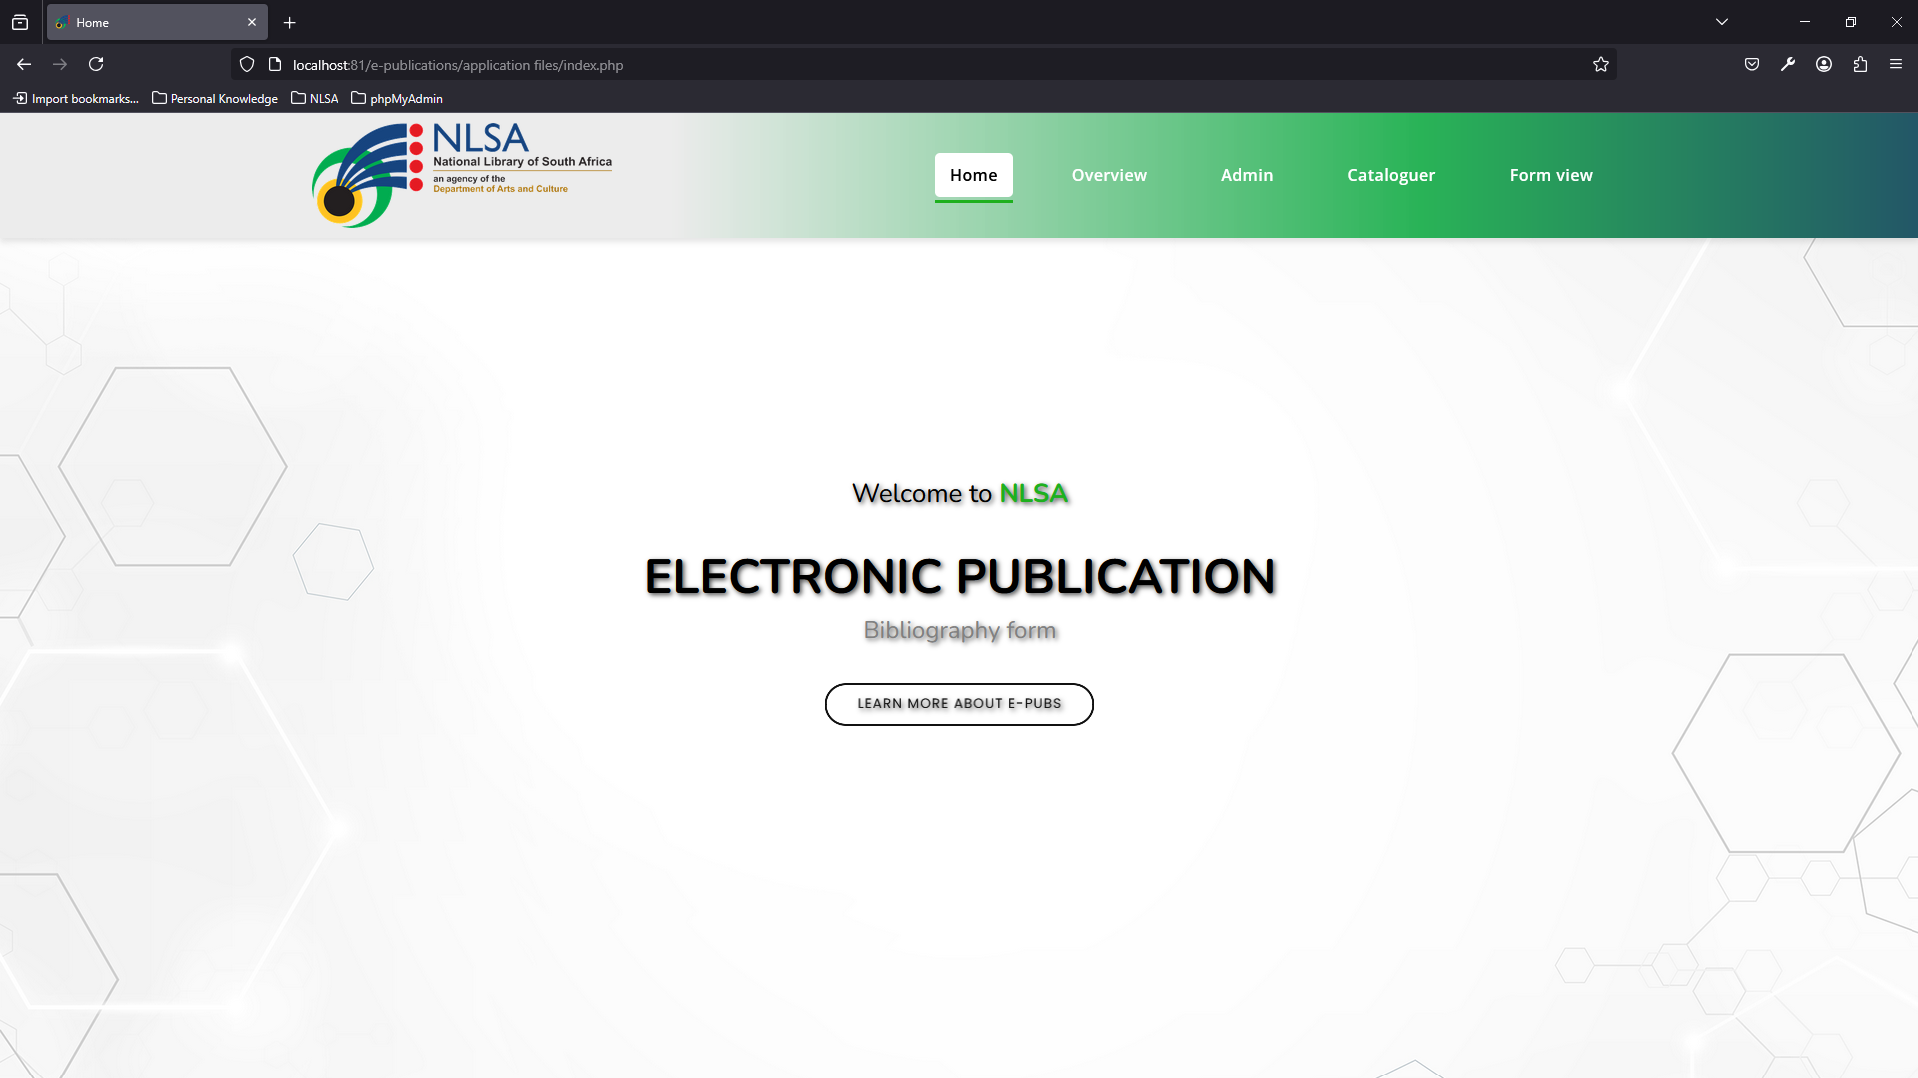 Home
localhost:81/e-publications/application files/index.php
Import bookmarks... Personal Knowledge NLSA phpMyAdmin
NLSA
National Library of South Africa
an agency of the
Department of Arts and Culture
Home Overview Admin Cataloguer Form view
Welcome to NLSA
ELECTRONIC PUBLICATION
Bibliography form
LEARN MORE ABOUT E-PUBS